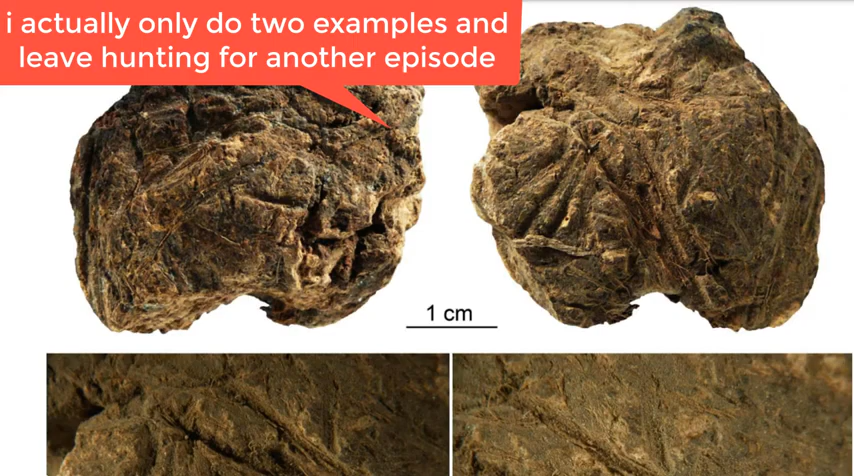 i actually only do two examples and
leave hunting for another episode
1 cm